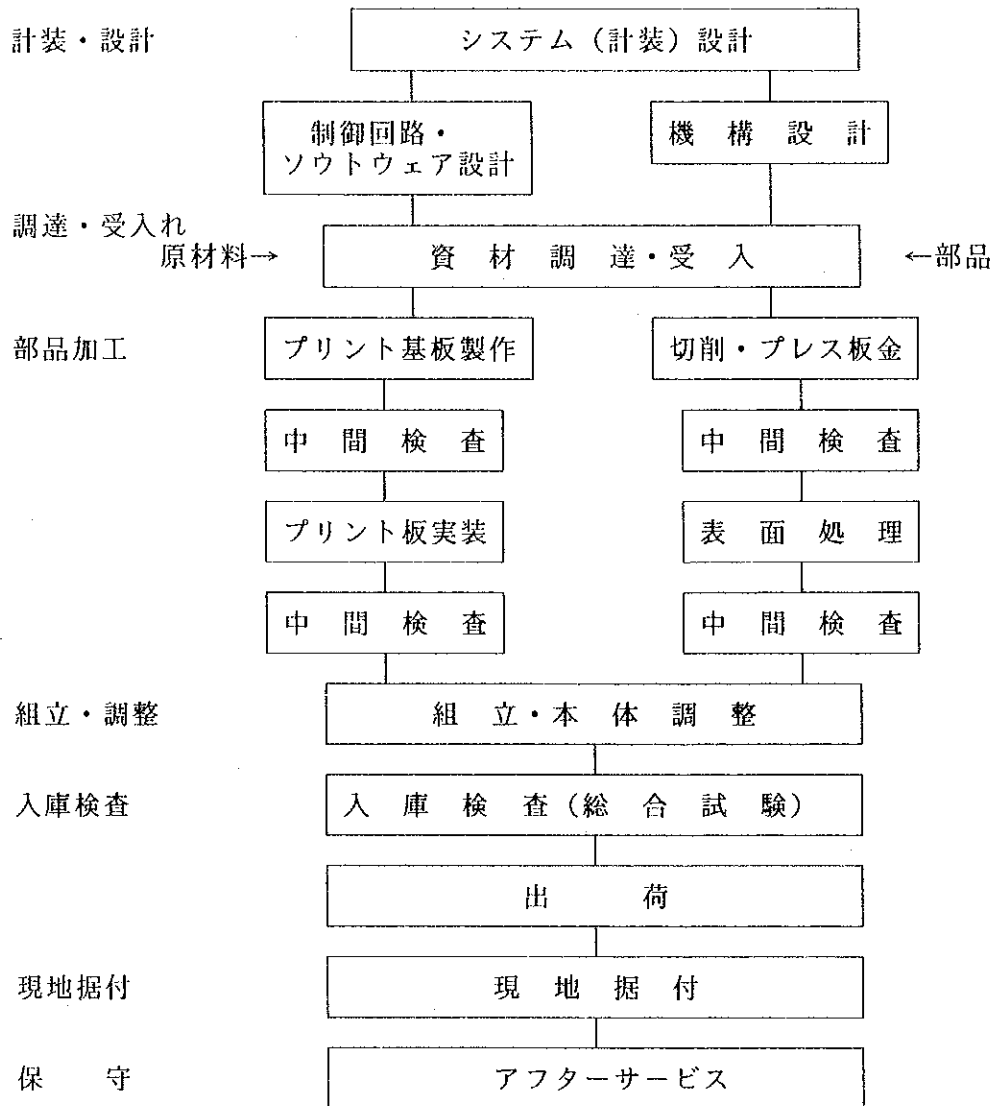 計装・設計
システム（計装）設計
制御回路・
ソウトウェア設計
機構設計
調達・受入れ
原材料→
資材調達・受入
←部品
部品加工
プリント基板製作
切削・プレス板金
中間検査
中間検査
プリント板実装
表面処理
中間検査
中間検査
組立・調整
組立・本体調整
入庫検査
入庫検査（総合試験）
出荷
現地据付
現地据付
保守
アフターサービス